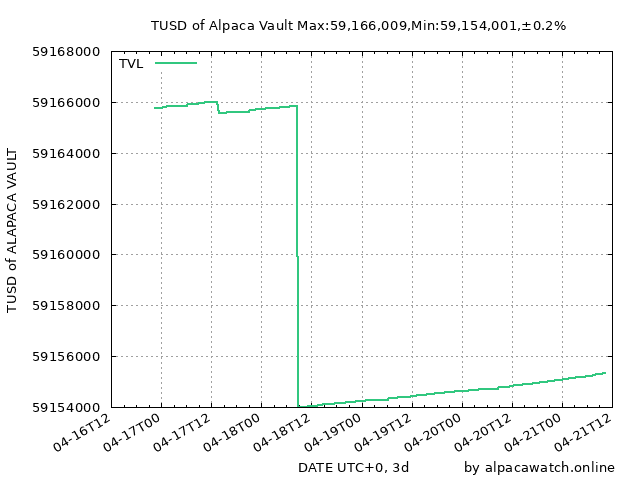 TUSD of Alpaca Vault Max:59,166,009,Min:59,154,001,±0.2%
TVL
59168000
59166000
59164000
59162000
59160000
59158000
59156000
59154000
TUSD of ALAPACA VAULT
04-16T12
04-17T00
04-17T12
04-18T00
04-18T12
04-19T00
04-19T12
04-20T00
04-20T12
04-21T00
04-21T12
DATE UTC+0, 3d
by alpacawatch.online